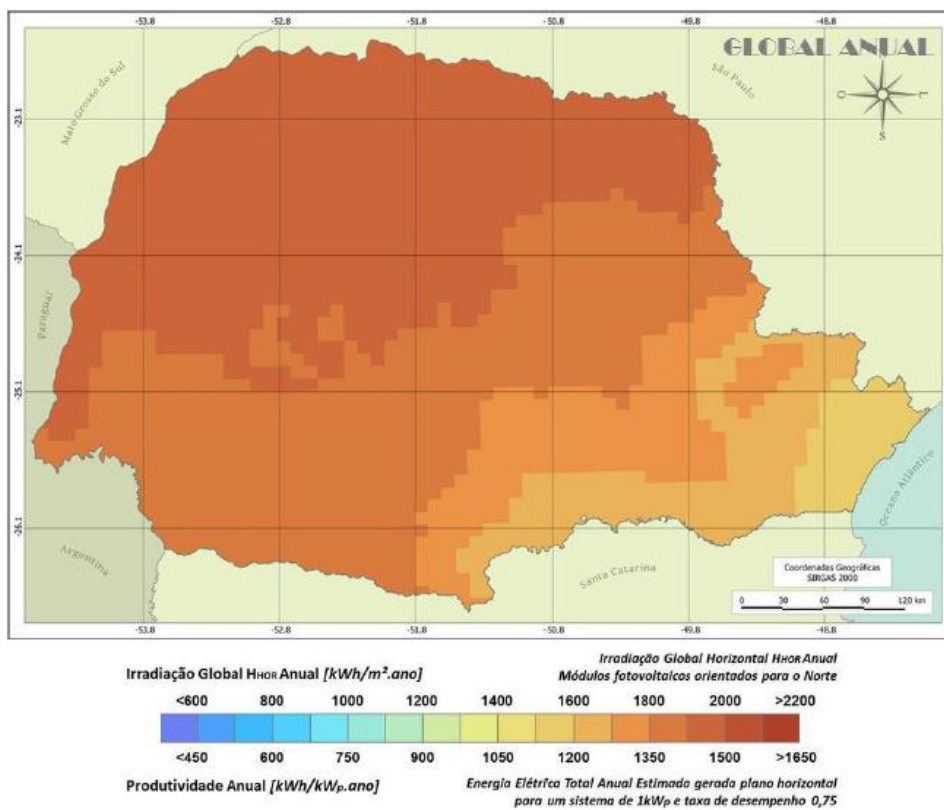 -53.8 -52.8 -51.8 -50.8 -49.8 -48.8
GLOBAL ANUAL
São Paulo
Mato Grosso do Sul
O L
S
-23.1
-24.1
Paraguai
-25.1
Oceano Atlântico
-26.1
Argentina
Santa Catarina
Coordenadas Geográficas
SIRGAS 2000
0 30 60 90 120 km
-53.8 -52.8 -51.8 -50.8 -49.8 -48.8
Irradiação Global HHOR Anual [kWh/m².ano]
Irradiação Global Horizontal HHOR Anual
Módulos fotovoltaicos orientados para o Norte
<600 800 1000 1200 1400 1600 1800 2000 >2200
<450 600 750 900 1050 1200 1350 1500 >1650
Produtividade Anual [kWh/kWp.ano]
Energia Elétrica Total Anual Estimada gerada plano horizontal
para um sistema de 1kWp e taxa de desempenho 0,75